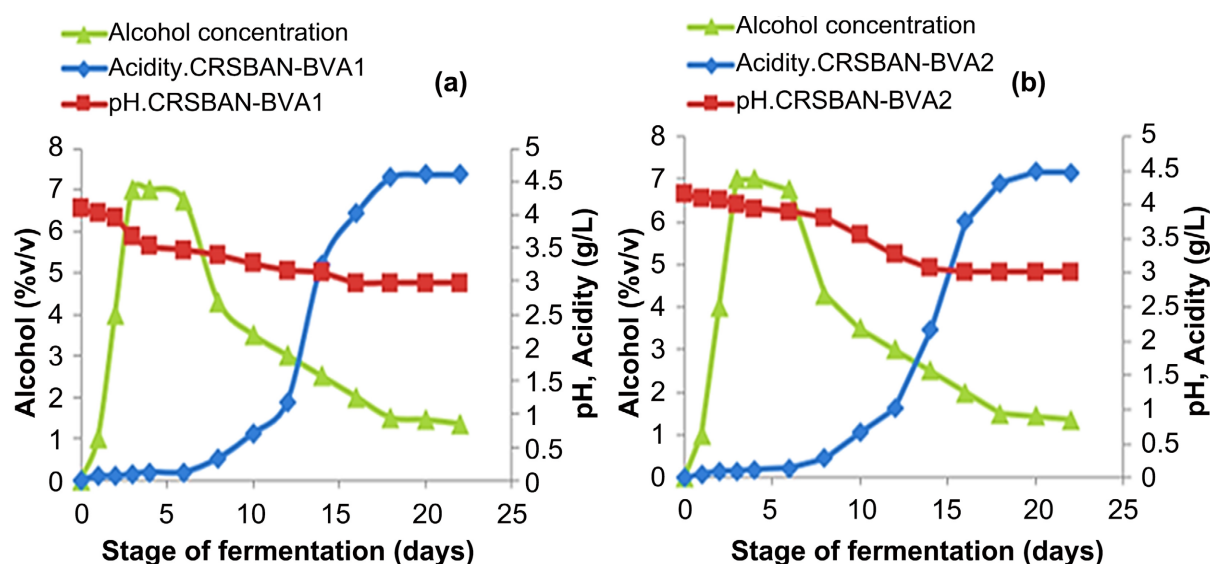 Alcohol concentration
Acidity.CRSBAN-BVA1
pH.CRSBAN-BVA1
(a)
8
7
6
5
4
3
2
1
0
Alcohol (%v/v)
5
4.5
4
3.5
3
2.5
2
1.5
1
0.5
0
pH, Acidity (g/L)
0 5 10 15 20 25
Stage of fermentation (days)
Alcohol concentration
Acidity.CRSBAN-BVA2
pH.CRSBAN-BVA2
(b)
8
7
6
5
4
3
2
1
0
Alcohol (%v/v)
5
4.5
4
3.5
3
2.5
2
1.5
1
0.5
0
pH, Acidity (g/L)
0 5 10 15 20 25
Stage of fermentation (days)